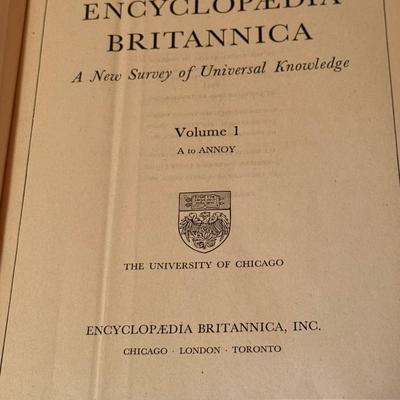 ENCYCLOPÆDIA
BRITANNICA
A New Survey of Universal Knowledge
Volume 1
A to ANNOY
THE UNIVERSITY OF CHICAGO
ENCYCLOPÆDIA BRITANNICA, INC.
CHICAGO · LONDON · TORONTO